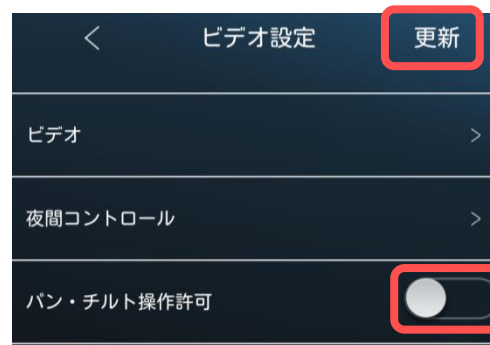 ビデオ設定 更新
ビデオ
夜間コントロール
パン・チルト操作許可